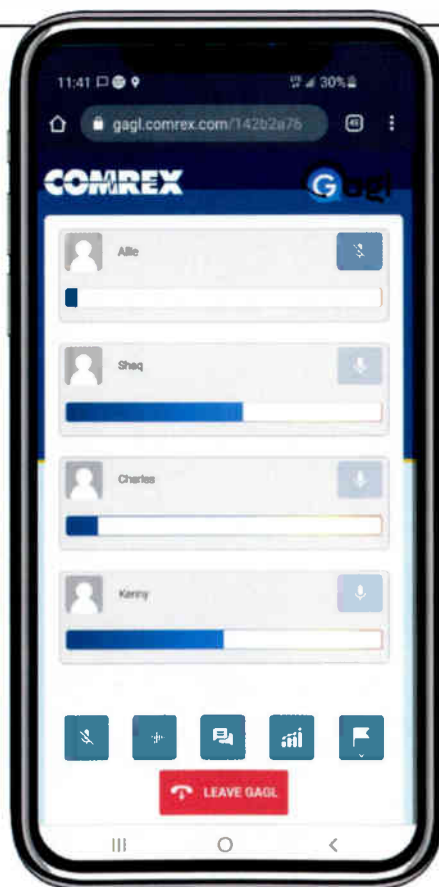 11:41 30%
gagl.comrex.com/142b2a76
COMREX Gagl
Allie
Shaq
Charles
Kenny
LEAVE GAGL